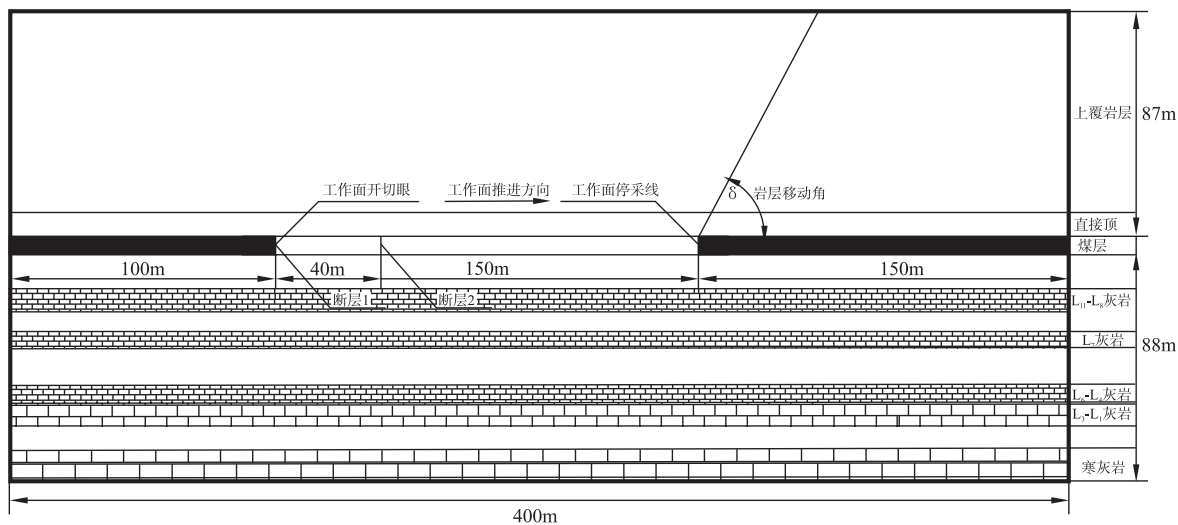 上覆岩层
87m
工作面开切眼
工作面推进方向
工作面停采线
δ
岩层移动角
直接顶
煤层
100m
40m
150m
150m
断层1
断层2
L₁₁-L₈灰岩
L₇灰岩
88m
L₆-L₄灰岩
L₃-L₁灰岩
寒灰岩
400m